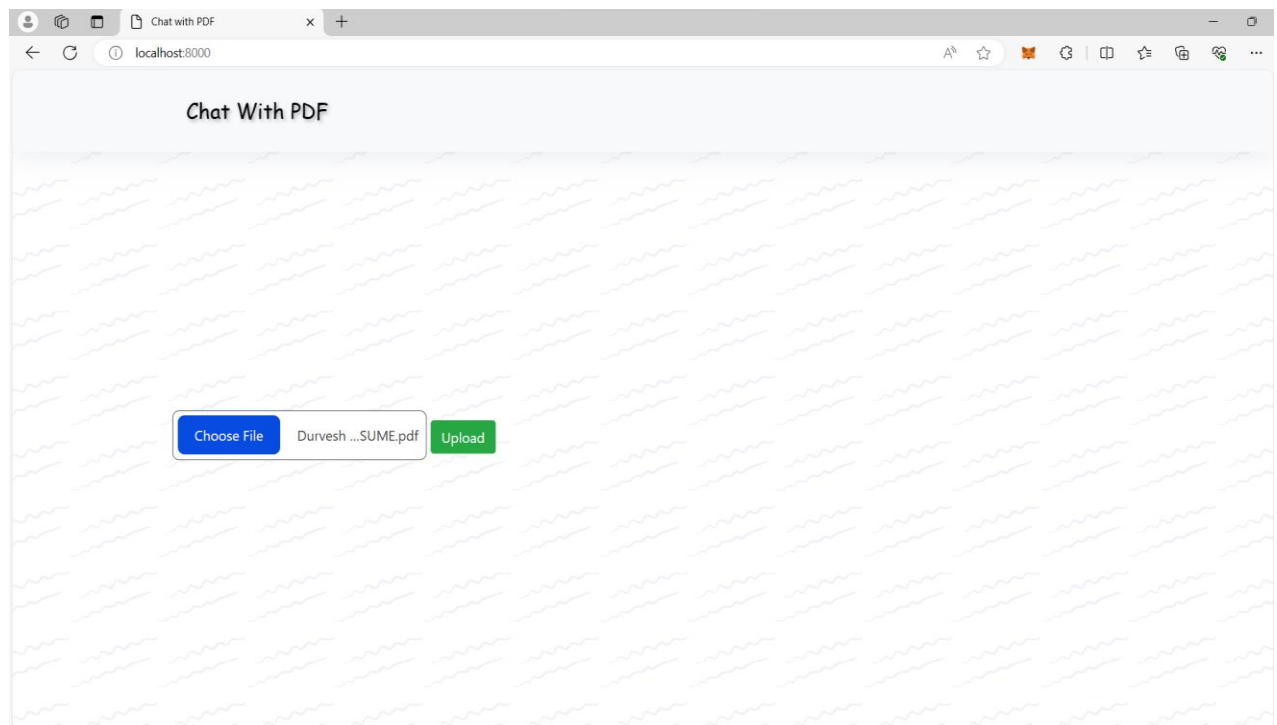 Chat with PDF
localhost:8000
Chat With PDF
Choose File Durvesh ...SUME.pdf Upload